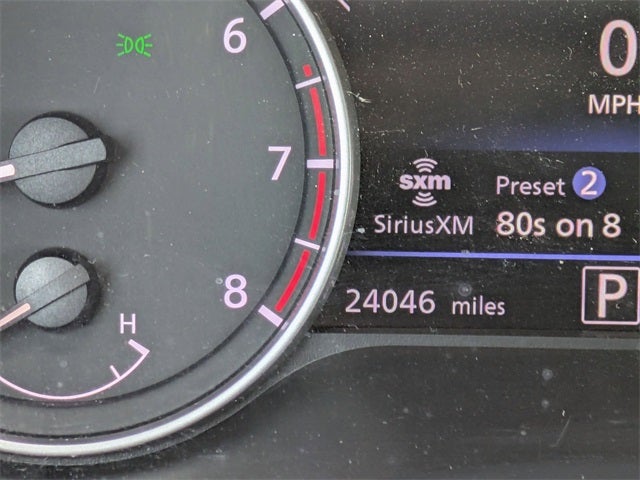 6
7
8
H
0
MPH
sxm
SiriusXM
Preset 2
80s on 8
24046 miles
P